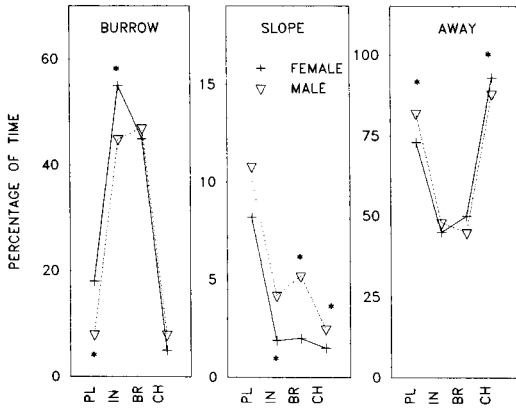 BURROW
SLOPE
AWAY
+ FEMALE
▽ MALE
PERCENTAGE OF TIME
60
40
20
0
15
10
5
0
100
75
50
25
0
*
*
*
*
*
*
*
PL IN BR CH
PL IN BR CH
PL IN BR CH